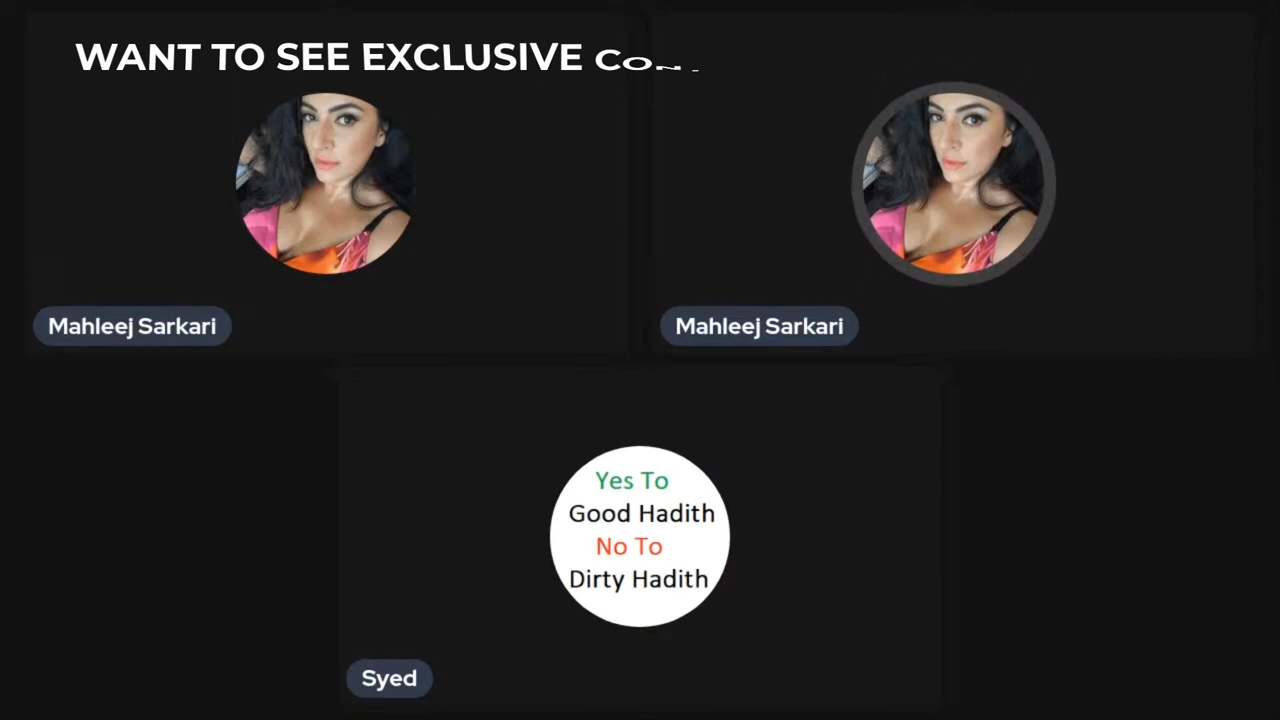 WANT TO SEE EXCLUSIVE
Mahleej Sarkari
Mahleej Sarkari
Yes To
Good Hadith
No To
Dirty Hadith
Syed